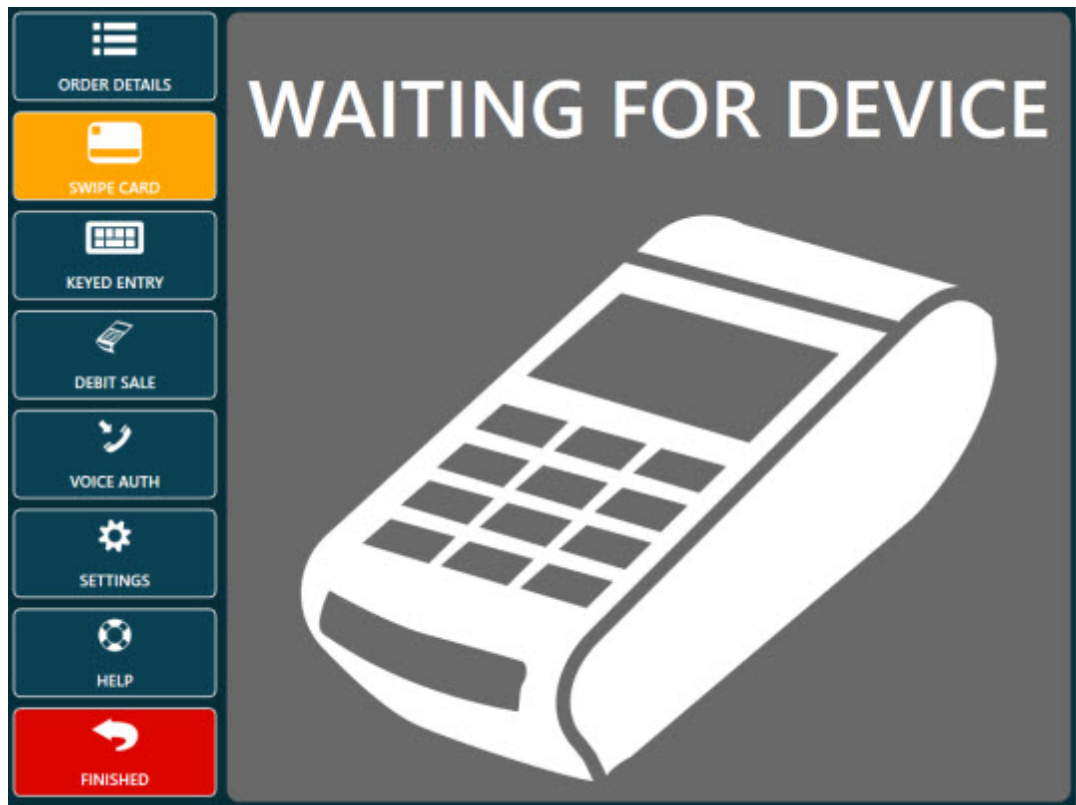 ORDER DETAILS
SWIPE CARD
KEYED ENTRY
DEBIT SALE
VOICE AUTH
SETTINGS
HELP
FINISHED
WAITING FOR DEVICE